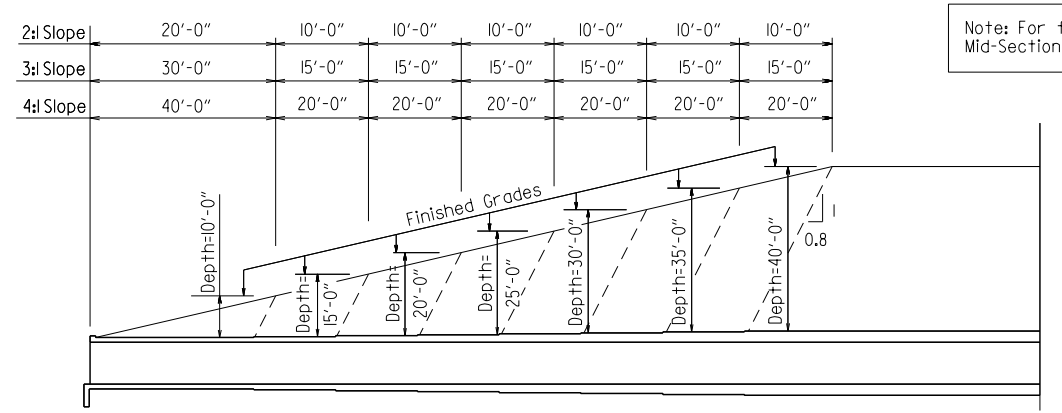 2:1 Slope 20'-0" 10'-0" 10'-0" 10'-0" 10'-0" 10'-0" 10'-0"
3:1 Slope 30'-0" 15'-0" 15'-0" 15'-0" 15'-0" 15'-0" 15'-0"
4:1 Slope 40'-0" 20'-0" 20'-0" 20'-0" 20'-0" 20'-0" 20'-0"
Note: For
Mid-Section
Finished Grades
Depth=10'-0"
Depth=
15'-0"
Depth=
20'-0"
Depth=
25'-0"
Depth=30'-0"
Depth=35'-0"
Depth=40'-0"
1
0.8